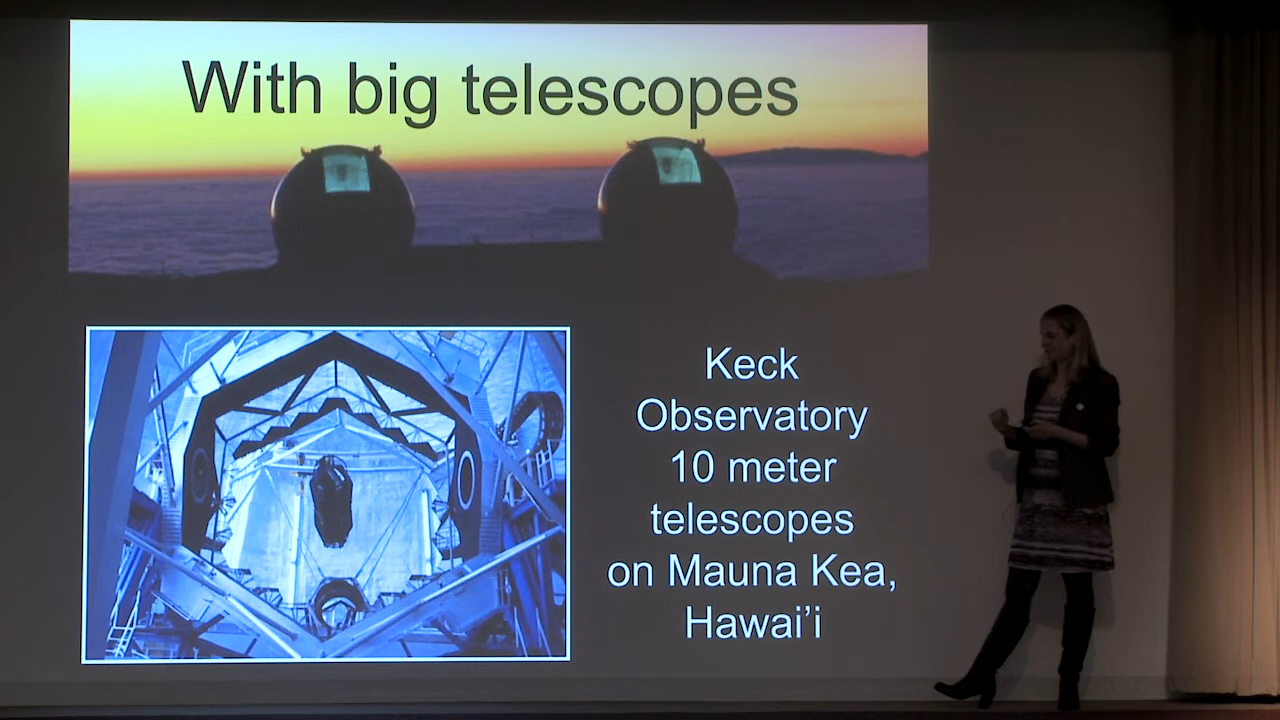 With big telescopes
Keck
Observatory
10 meter
telescopes
on Mauna Kea,
Hawai’i